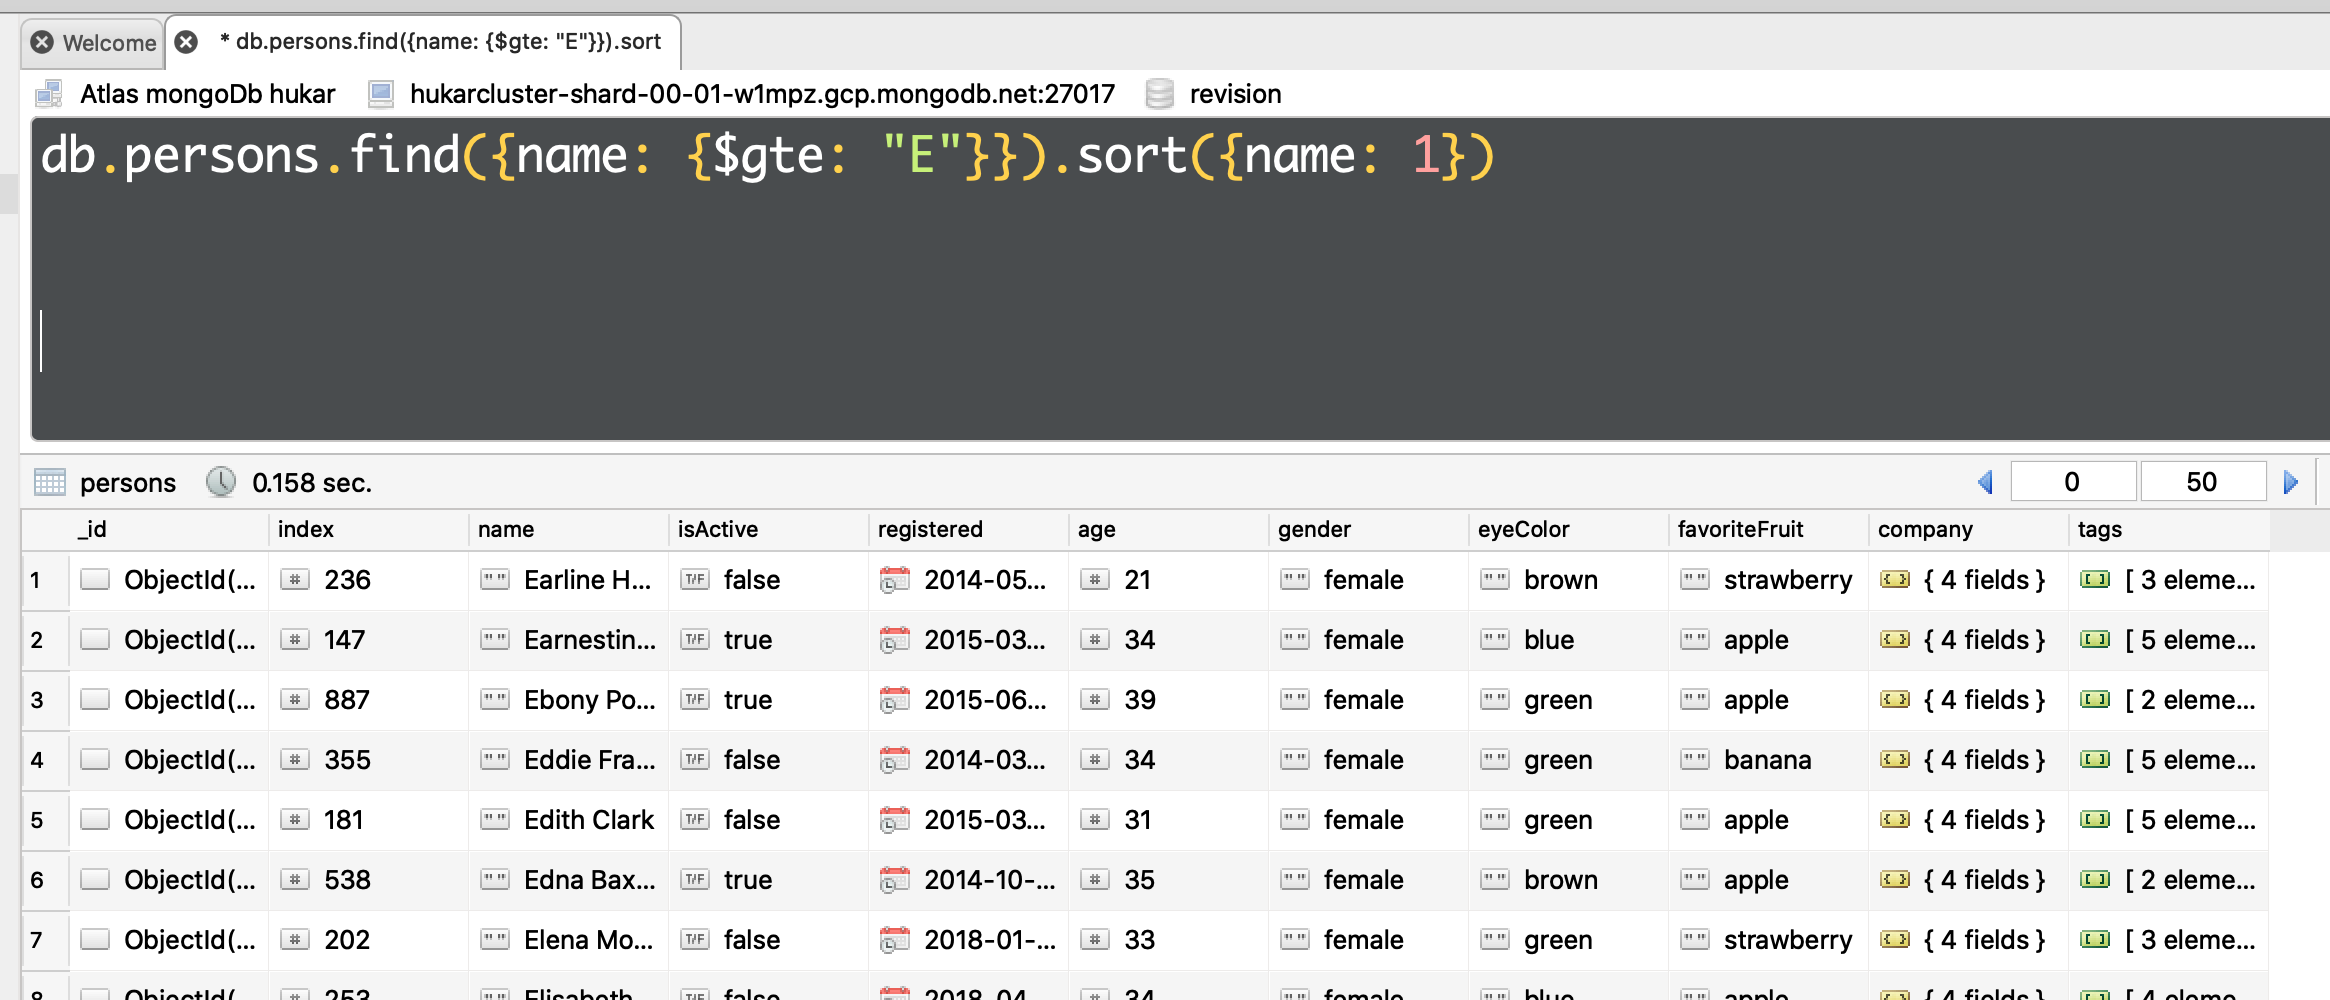 Welcome * db.persons.find({name: {$gte: "E"}}).sort
Atlas mongoDb hukar hukarcluster-shard-00-01-w1mpz.gcp.mongodb.net:27017 revision
db.persons.find({name: {$gte: "E"}}).sort({name: 1})
persons 0.158 sec. 0 50
_id index name isActive registered age gender eyeColor favoriteFruit company tags
1 ObjectId(... # 236 "" Earline H... T/F false 2014-05... # 21 "" female "" brown "" strawberry { } { 4 fields } [ ] [ 3 eleme...
2 ObjectId(... # 147 "" Earnestin... T/F true 2015-03... # 34 "" female "" blue "" apple { } { 4 fields } [ ] [ 5 eleme...
3 ObjectId(... # 887 "" Ebony Po... T/F true 2015-06... # 39 "" female "" green "" apple { } { 4 fields } [ ] [ 2 eleme...
4 ObjectId(... # 355 "" Eddie Fra... T/F false 2014-03... # 34 "" female "" green "" banana { } { 4 fields } [ ] [ 5 eleme...
5 ObjectId(... # 181 "" Edith Clark T/F false 2015-03... # 31 "" female "" green "" apple { } { 4 fields } [ ] [ 5 eleme...
6 ObjectId(... # 538 "" Edna Bax... T/F true 2014-10-... # 35 "" female "" brown "" apple { } { 4 fields } [ ] [ 2 eleme...
7 ObjectId(... # 202 "" Elena Mo... T/F false 2018-01-... # 33 "" female "" green "" strawberry { } { 4 fields } [ ] [ 3 eleme...
8 ObjectId(... # 253 "" Elisabeth... T/F false 2018-04... # 34 "" female "" blue "" apple { } { 4 fields } [ ] [ 4 eleme...